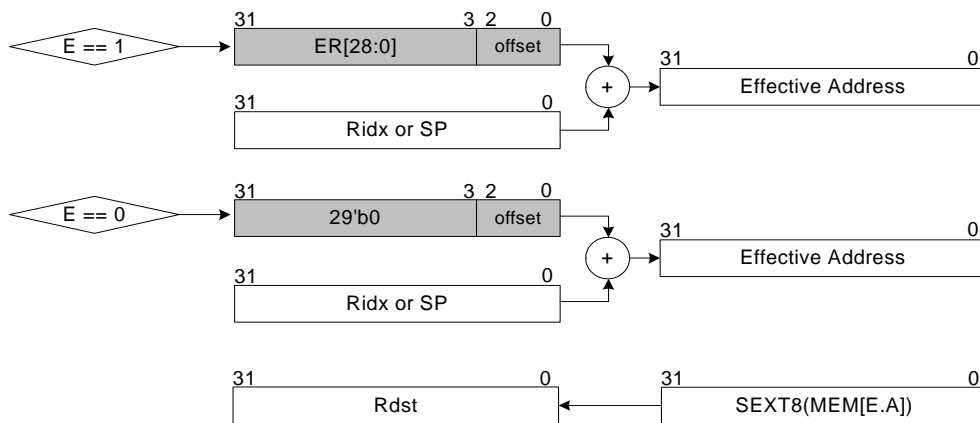 31 3 2 0
E == 1 ER[28:0] offset
31 0
+ Effective Address
31 0
Ridx or SP
31 3 2 0
E == 0 29'b0 offset
31 0
+ Effective Address
31 0
Ridx or SP
31 0 31 0
Rdst SEXT8(MEM[E.A])